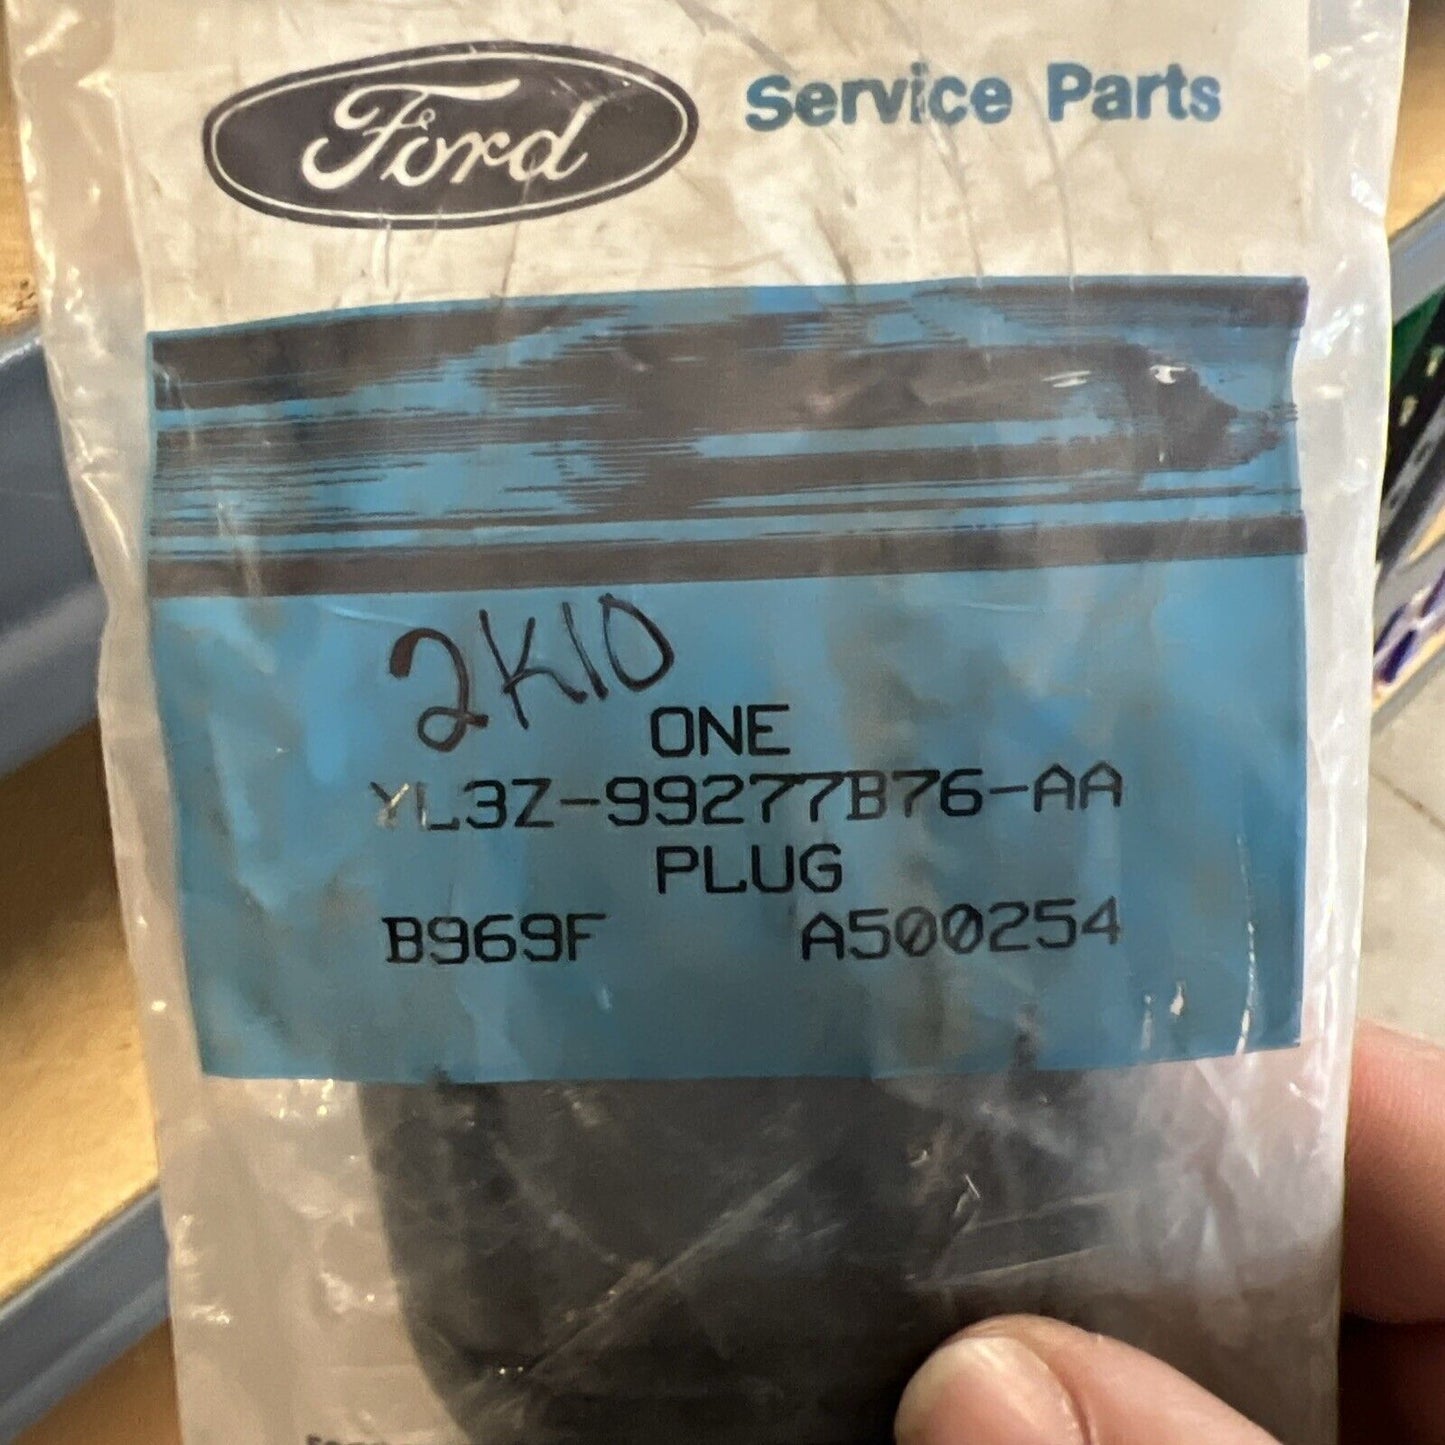 Ford Service Parts
2K10
ONE
YL3Z-99277B76-AA
PLUG
B969F A500254